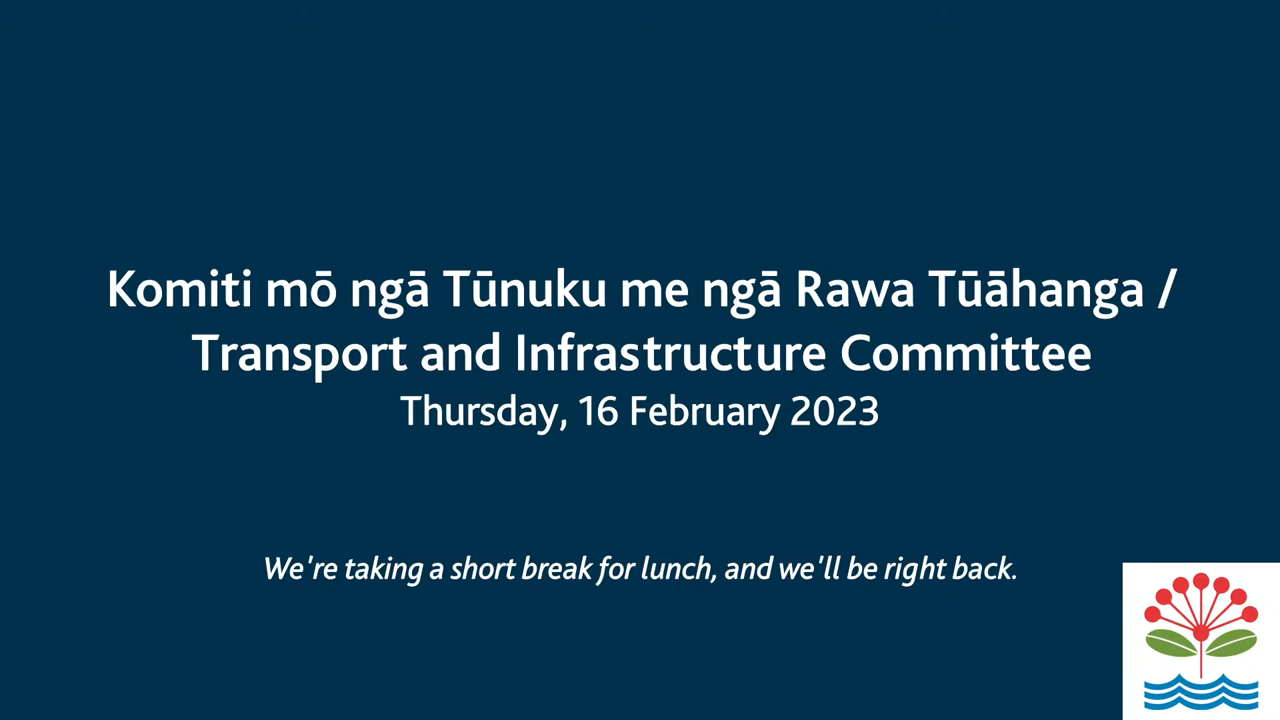 Komiti mō ngā Tūnuku me ngā Rawa Tūāhanga /
Transport and Infrastructure Committee
Thursday, 16 February 2023
We're taking a short break for lunch, and we'll be right back.